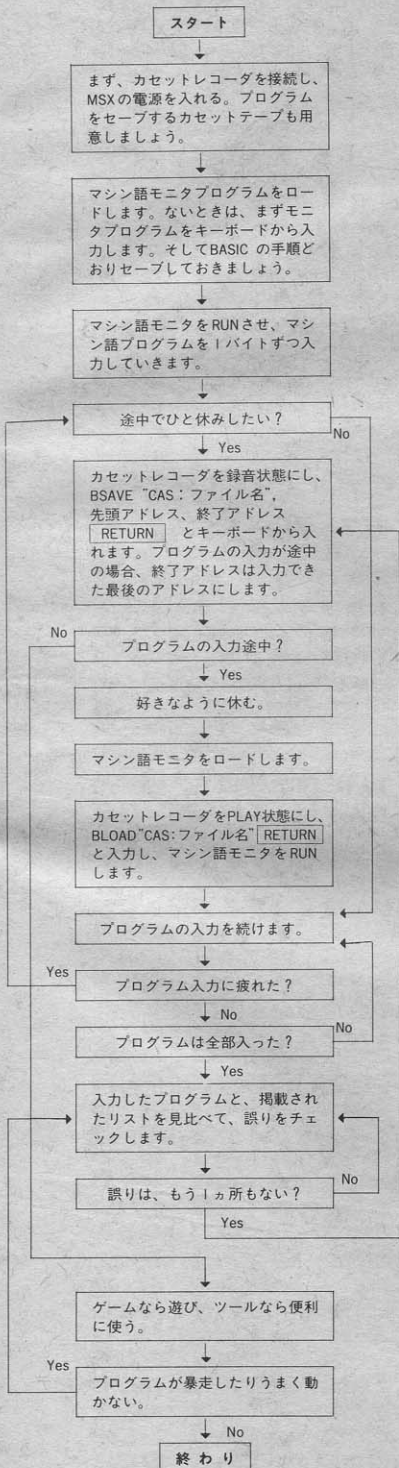 スタート
まず、カセットレコーダを接続し、
MSXの電源を入れる。プログラム
をセーブするカセットテープも用
意しましょう。
マシン語モニタプログラムをロー
ドします。ないときは、まずモニ
タプログラムをキーボードから入
力します。そしてBASIC の手順ど
おりセーブしておきましょう。
マシン語モニタをRUNさせ、マシ
ン語プログラムを1バイトずつ入
力していきます。
途中でひと休みしたい？
No
Yes
カセットレコーダを録音状態にし、
BSAVE "CAS：ファイル名",
先頭アドレス、終了アドレス
RETURN とキーボードから入
れます。プログラムの入力が途中
の場合、終了アドレスは入力でき
た最後のアドレスにします。
No
プログラムの入力途中？
Yes
好きなように休む。
マシン語モニタをロードします。
カセットレコーダをPLAY状態にし、
BLOAD"CAS:ファイル名" RETURN
と入力し、マシン語モニタをRUN
します。
プログラムの入力を続けます。
Yes
プログラム入力に疲れた？
No
プログラムは全部入った？
No
Yes
入力したプログラムと、掲載され
たリストを見比べて、誤りをチェ
ックします。
誤りは、もう1ヵ所もない？
No
Yes
ゲームなら遊び、ツールなら便利
に使う。
Yes
プログラムが暴走したりうまく動
かない。
No
終わり